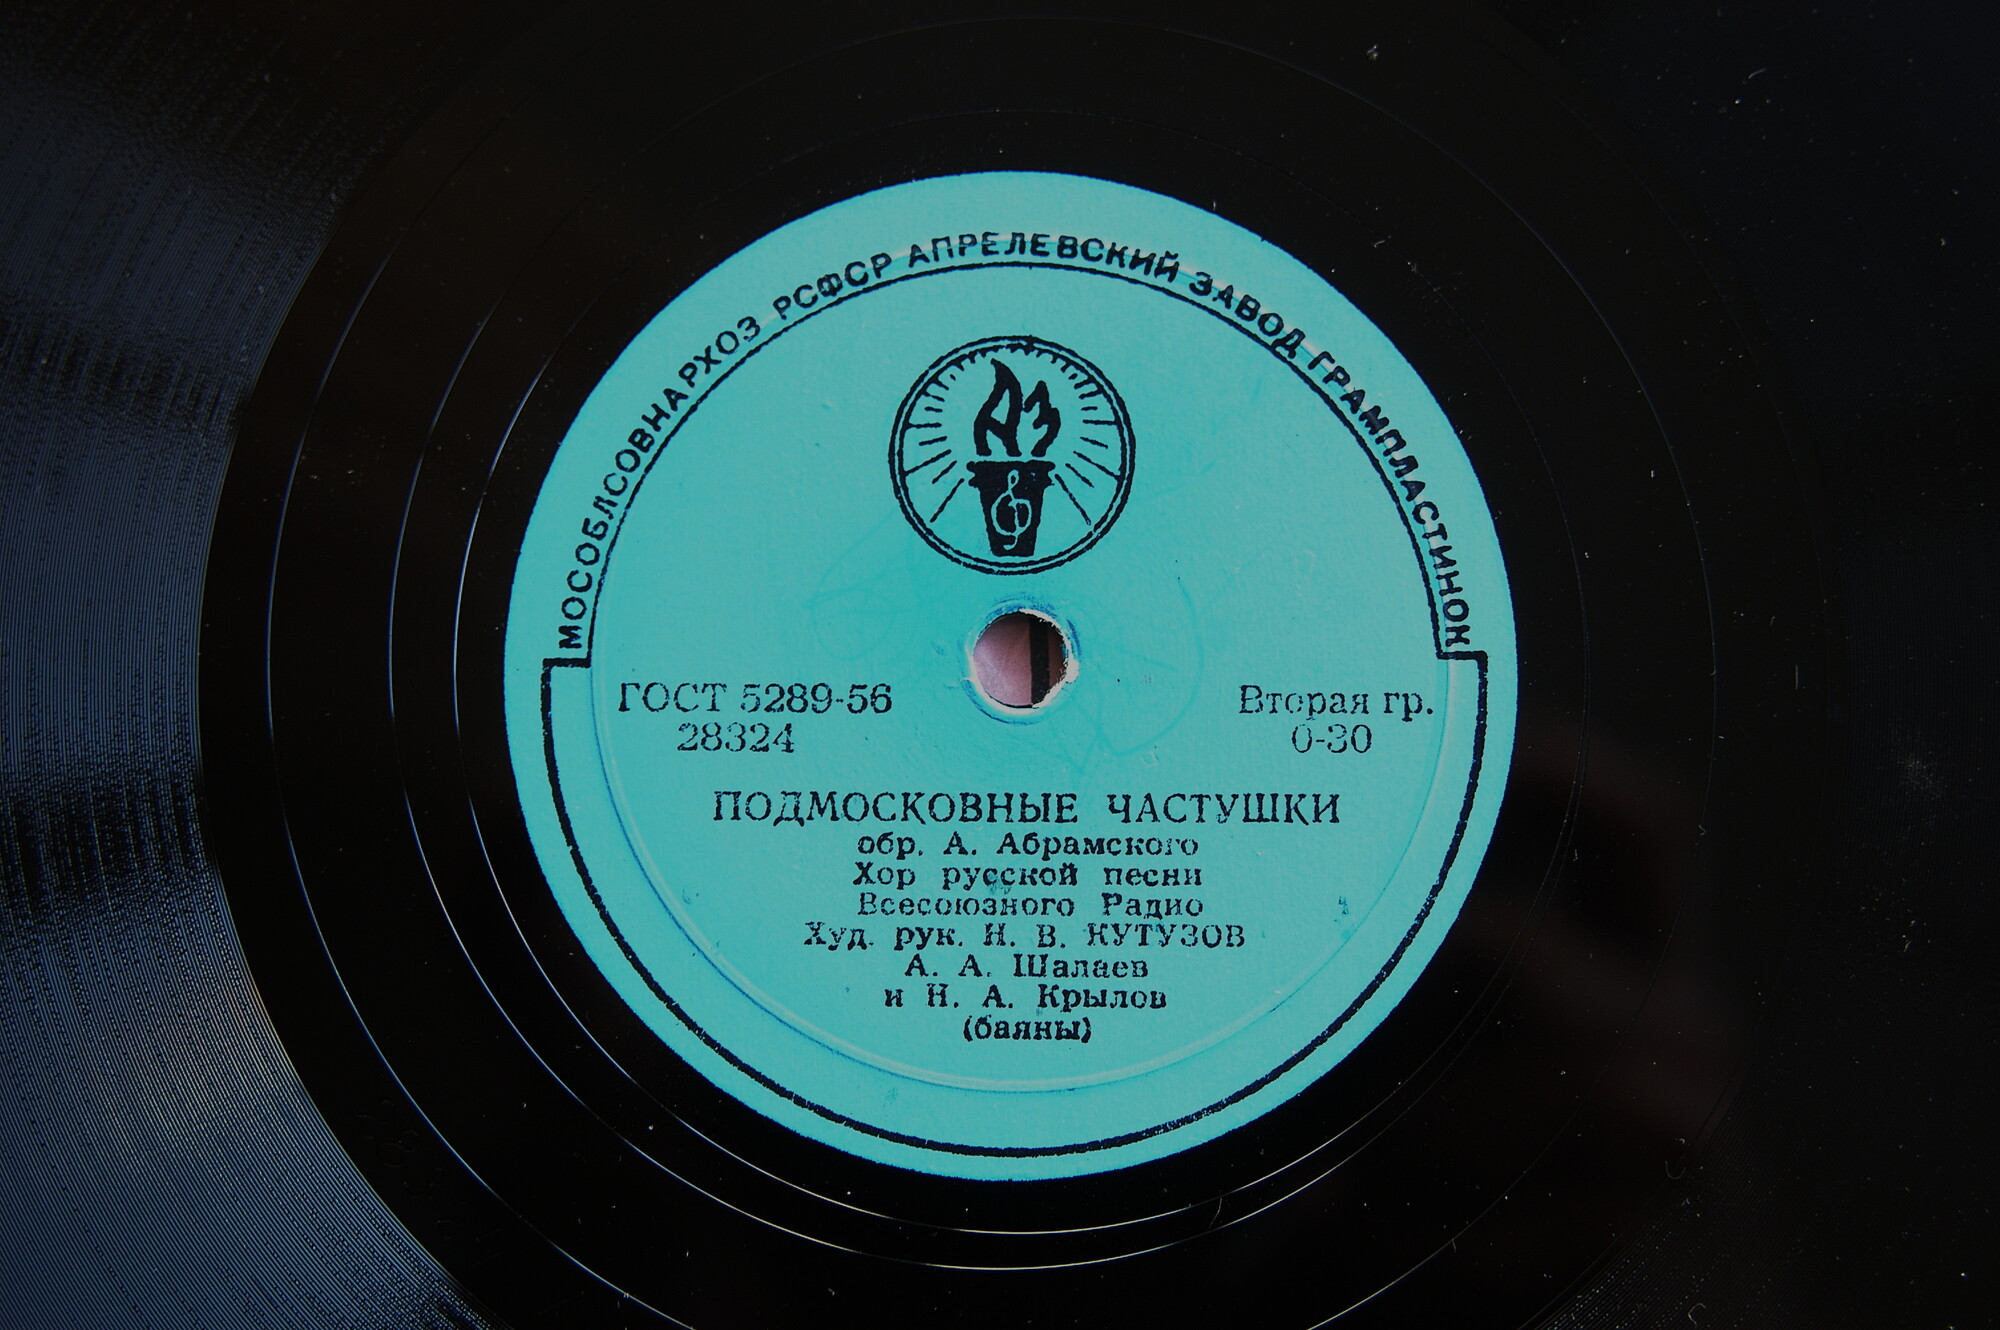 МОСОБЛСОВНАРХОЗ РСФСР АПРЕЛЕВСКИЙ ЗАВОД ГРАМПЛАСТИНОК
АЗ
ГОСТ 5289-56
28324
Вторая гр.
0-30
ПОДМОСКОВНЫЕ ЧАСТУШКИ
обр. А. Абрамского
Хор русской песни
Всесоюзного Радио
Худ. рук. Н. В. КУТУЗОВ
А. А. Шалаев
и Н. А. Крылов
(баяны)